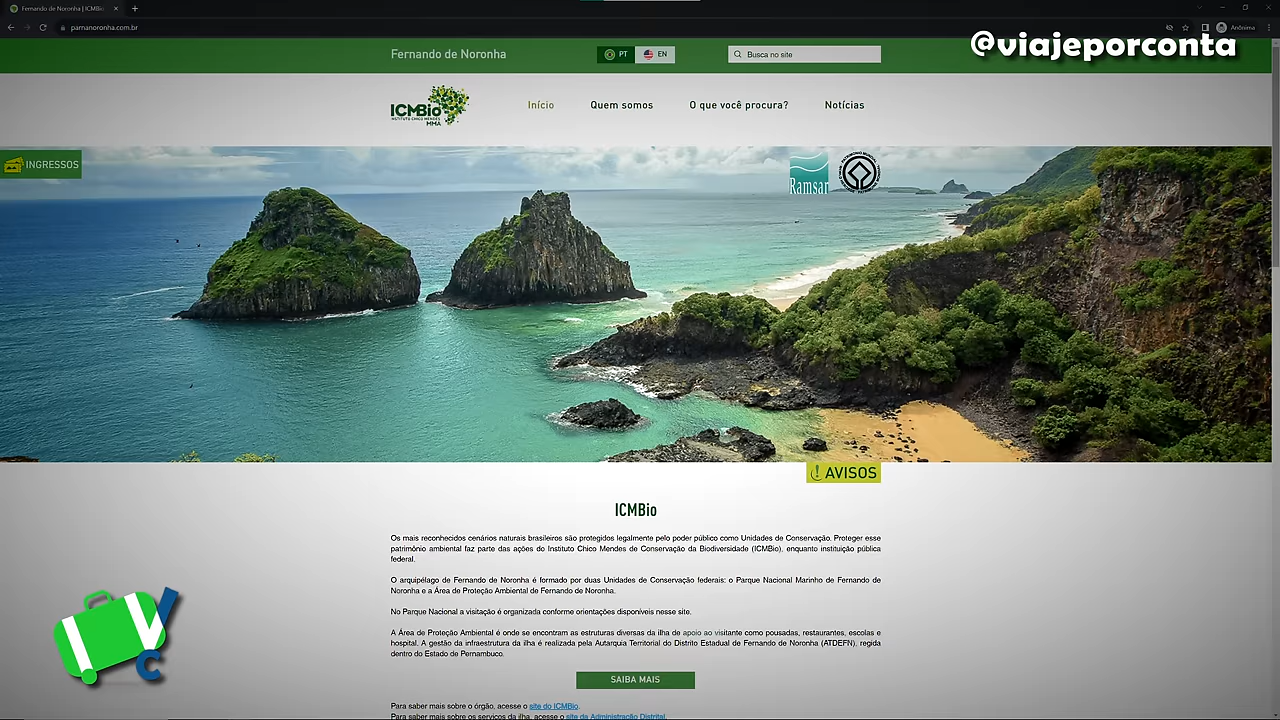 Fernando de Noronha | ICMBio
parnanoronha.com.br
Anônima
@viajeporconta
Fernando de Noronha
PT
EN
Busca no site
ICMBio
INSTITUTO CHICO MENDES
MMA
Início
Quem somos
O que você procura?
Notícias
INGRESSOS
Ramsar
AVISOS
ICMBio
Os mais reconhecidos cenários naturais brasileiros são protegidos legalmente pelo poder público como Unidades de Conservação. Proteger esse
patrimônio ambiental faz parte das ações do Instituto Chico Mendes de Conservação da Biodiversidade (ICMBio), enquanto instituição pública
federal.
O arquipélago de Fernando de Noronha é formado por duas Unidades de Conservação federais: o Parque Nacional Marinho de Fernando de
Noronha e a Área de Proteção Ambiental de Fernando de Noronha.
No Parque Nacional a visitação é organizada conforme orientações disponíveis nesse site.
A Área de Proteção Ambiental é onde se encontram as estruturas diversas da ilha de apoio ao visitante como pousadas, restaurantes, escolas e
hospital. A gestão da infraestrutura da ilha é realizada pela Autarquia Territorial do Distrito Estadual de Fernando de Noronha (ATDEFN), regida
dentro do Estado de Pernambuco.
SAIBA MAIS
Para saber mais sobre o órgão, acesse o site do ICMBio.
Para saber mais sobre os serviços da ilha, acesse o site da Administração Distrital.
V
C